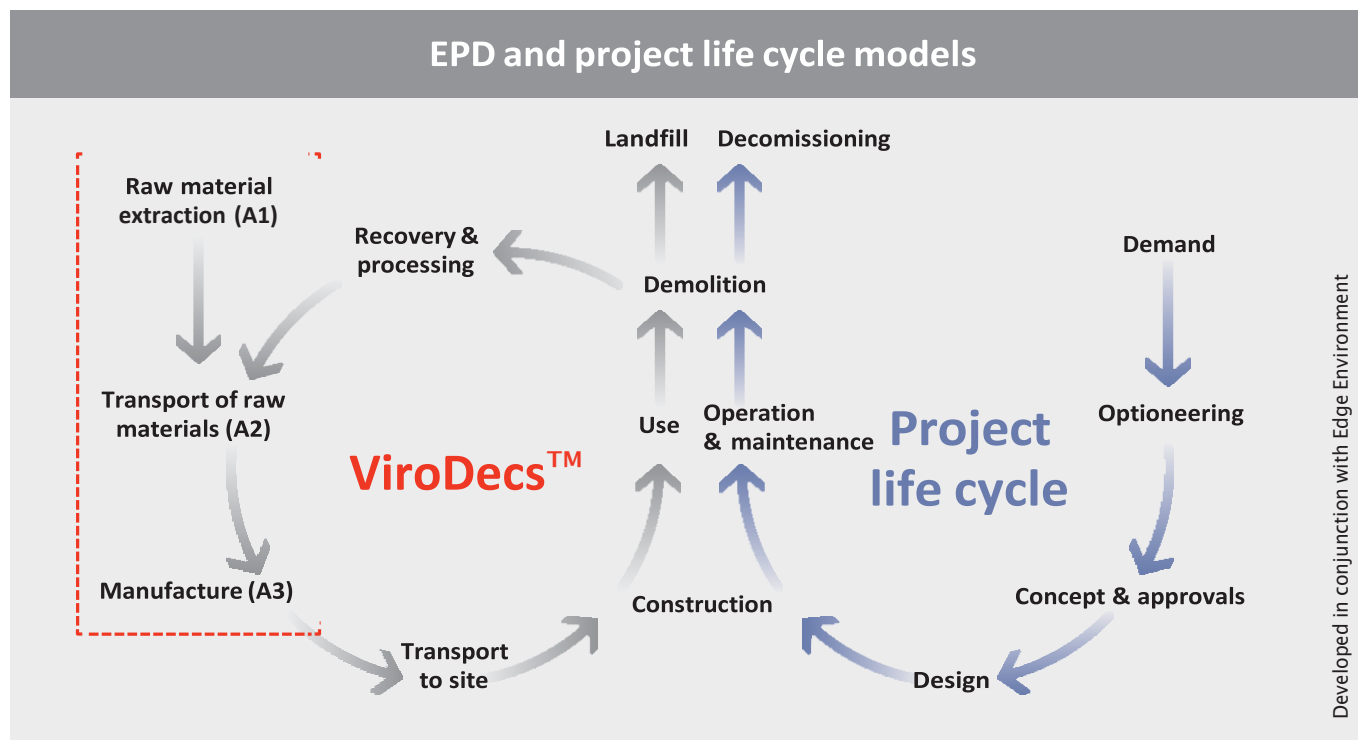 EPD and project life cycle models
Landfill
Decomissioning
Raw material
extraction (A1)
Recovery &
processing
Demolition
Demand
Transport of raw
materials (A2)
Use
Operation
& maintenance
Optioneering
ViroDecs™
Project
life cycle
Manufacture (A3)
Construction
Concept & approvals
Transport
to site
Design
Developed in conjunction with Edge Environment